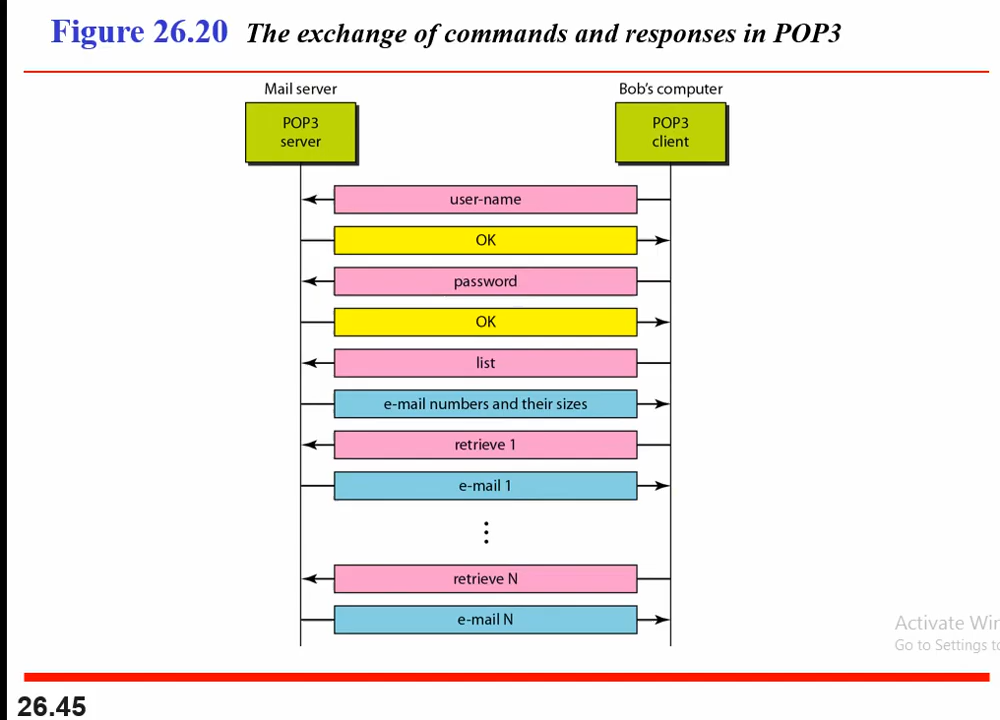 Figure 26.20 The exchange of commands and responses in POP3
Mail server
Bob's computer
POP3
server
POP3
client
user-name
OK
password
OK
list
e-mail numbers and their sizes
retrieve 1
e-mail 1
retrieve N
e-mail N
Activate Win
Go to Settings to
26.45